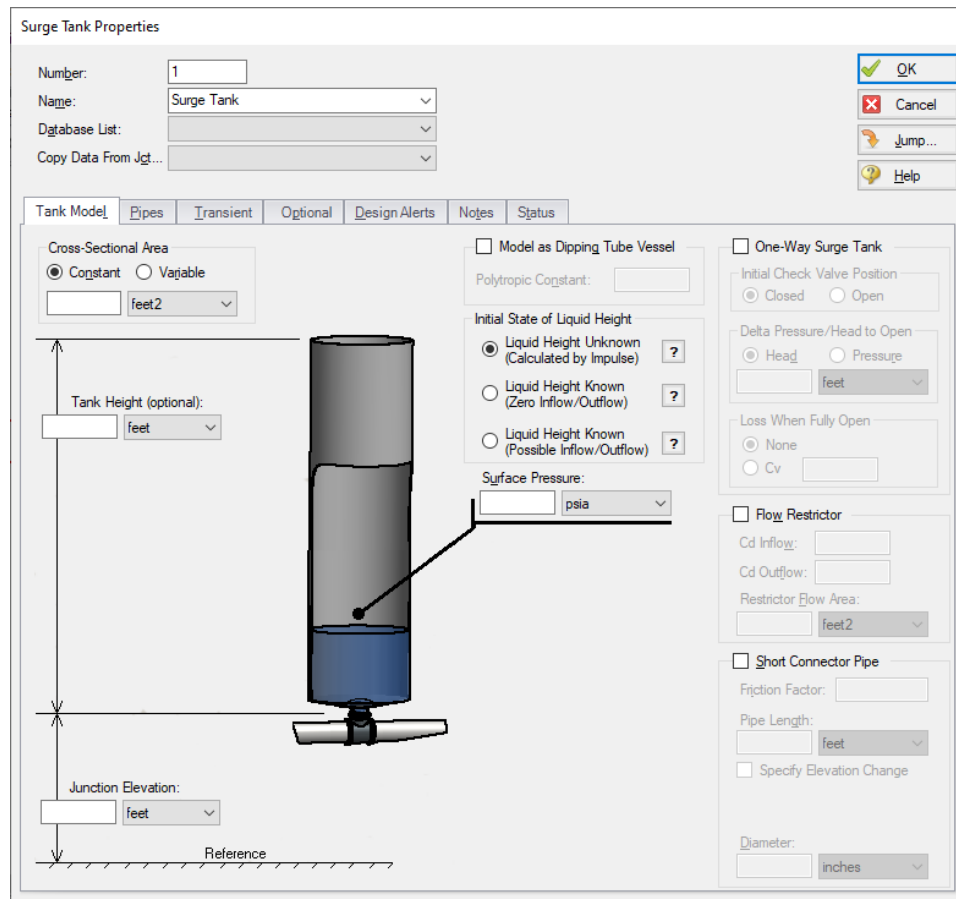 Surge Tank Properties
Number:
1
Name:
Surge Tank
Database List:
Copy Data From Jct...
OK
Cancel
Jump...
Help
Tank Model
Pipes
Transient
Optional
Design Alerts
Notes
Status
Cross-Sectional Area
Constant
Variable
feet2
Tank Height (optional):
feet
Junction Elevation:
feet
Reference
Model as Dipping Tube Vessel
Polytropic Constant:
Initial State of Liquid Height
Liquid Height Unknown
(Calculated by Impulse)
?
Liquid Height Known
(Zero Inflow/Outflow)
?
Liquid Height Known
(Possible Inflow/Outflow)
?
Surface Pressure:
psia
One-Way Surge Tank
Initial Check Valve Position
Closed
Open
Delta Pressure/Head to Open
Head
Pressure
feet
Loss When Fully Open
None
Cv
Flow Restrictor
Cd Inflow:
Cd Outflow:
Restrictor Flow Area:
feet2
Short Connector Pipe
Friction Factor:
Pipe Length:
feet
Specify Elevation Change
Diameter:
inches